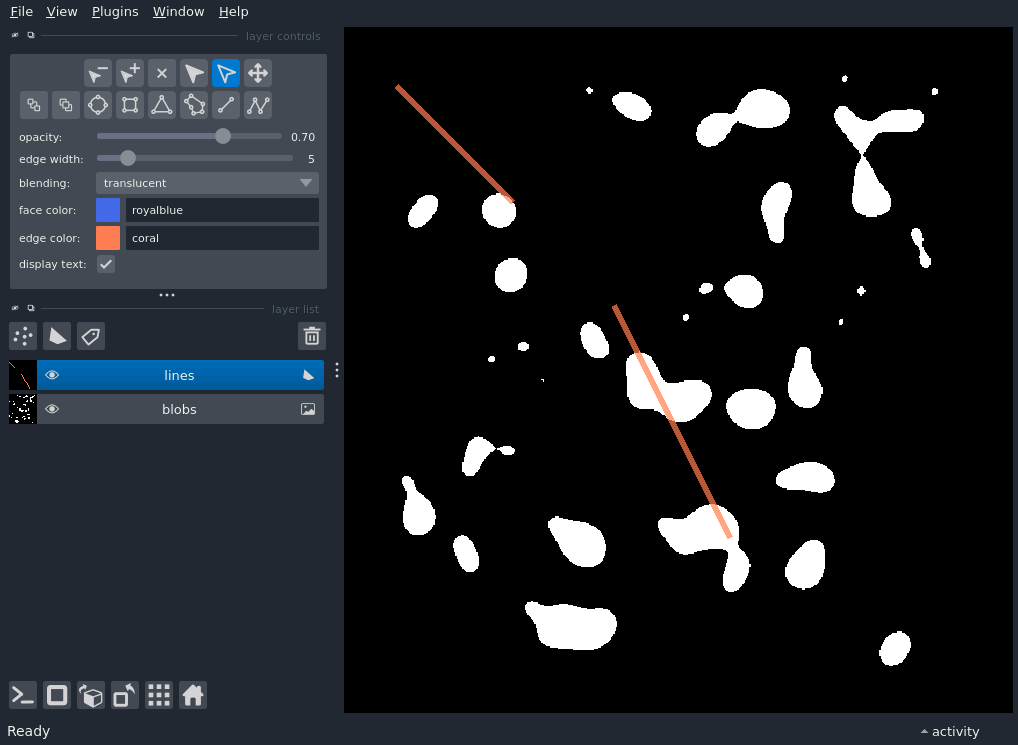 File View Plugins Window Help
layer controls
opacity: 0.70
edge width: 5
blending: translucent
face color: royalblue
edge color: coral
display text:
layer list
lines
blobs
Ready activity